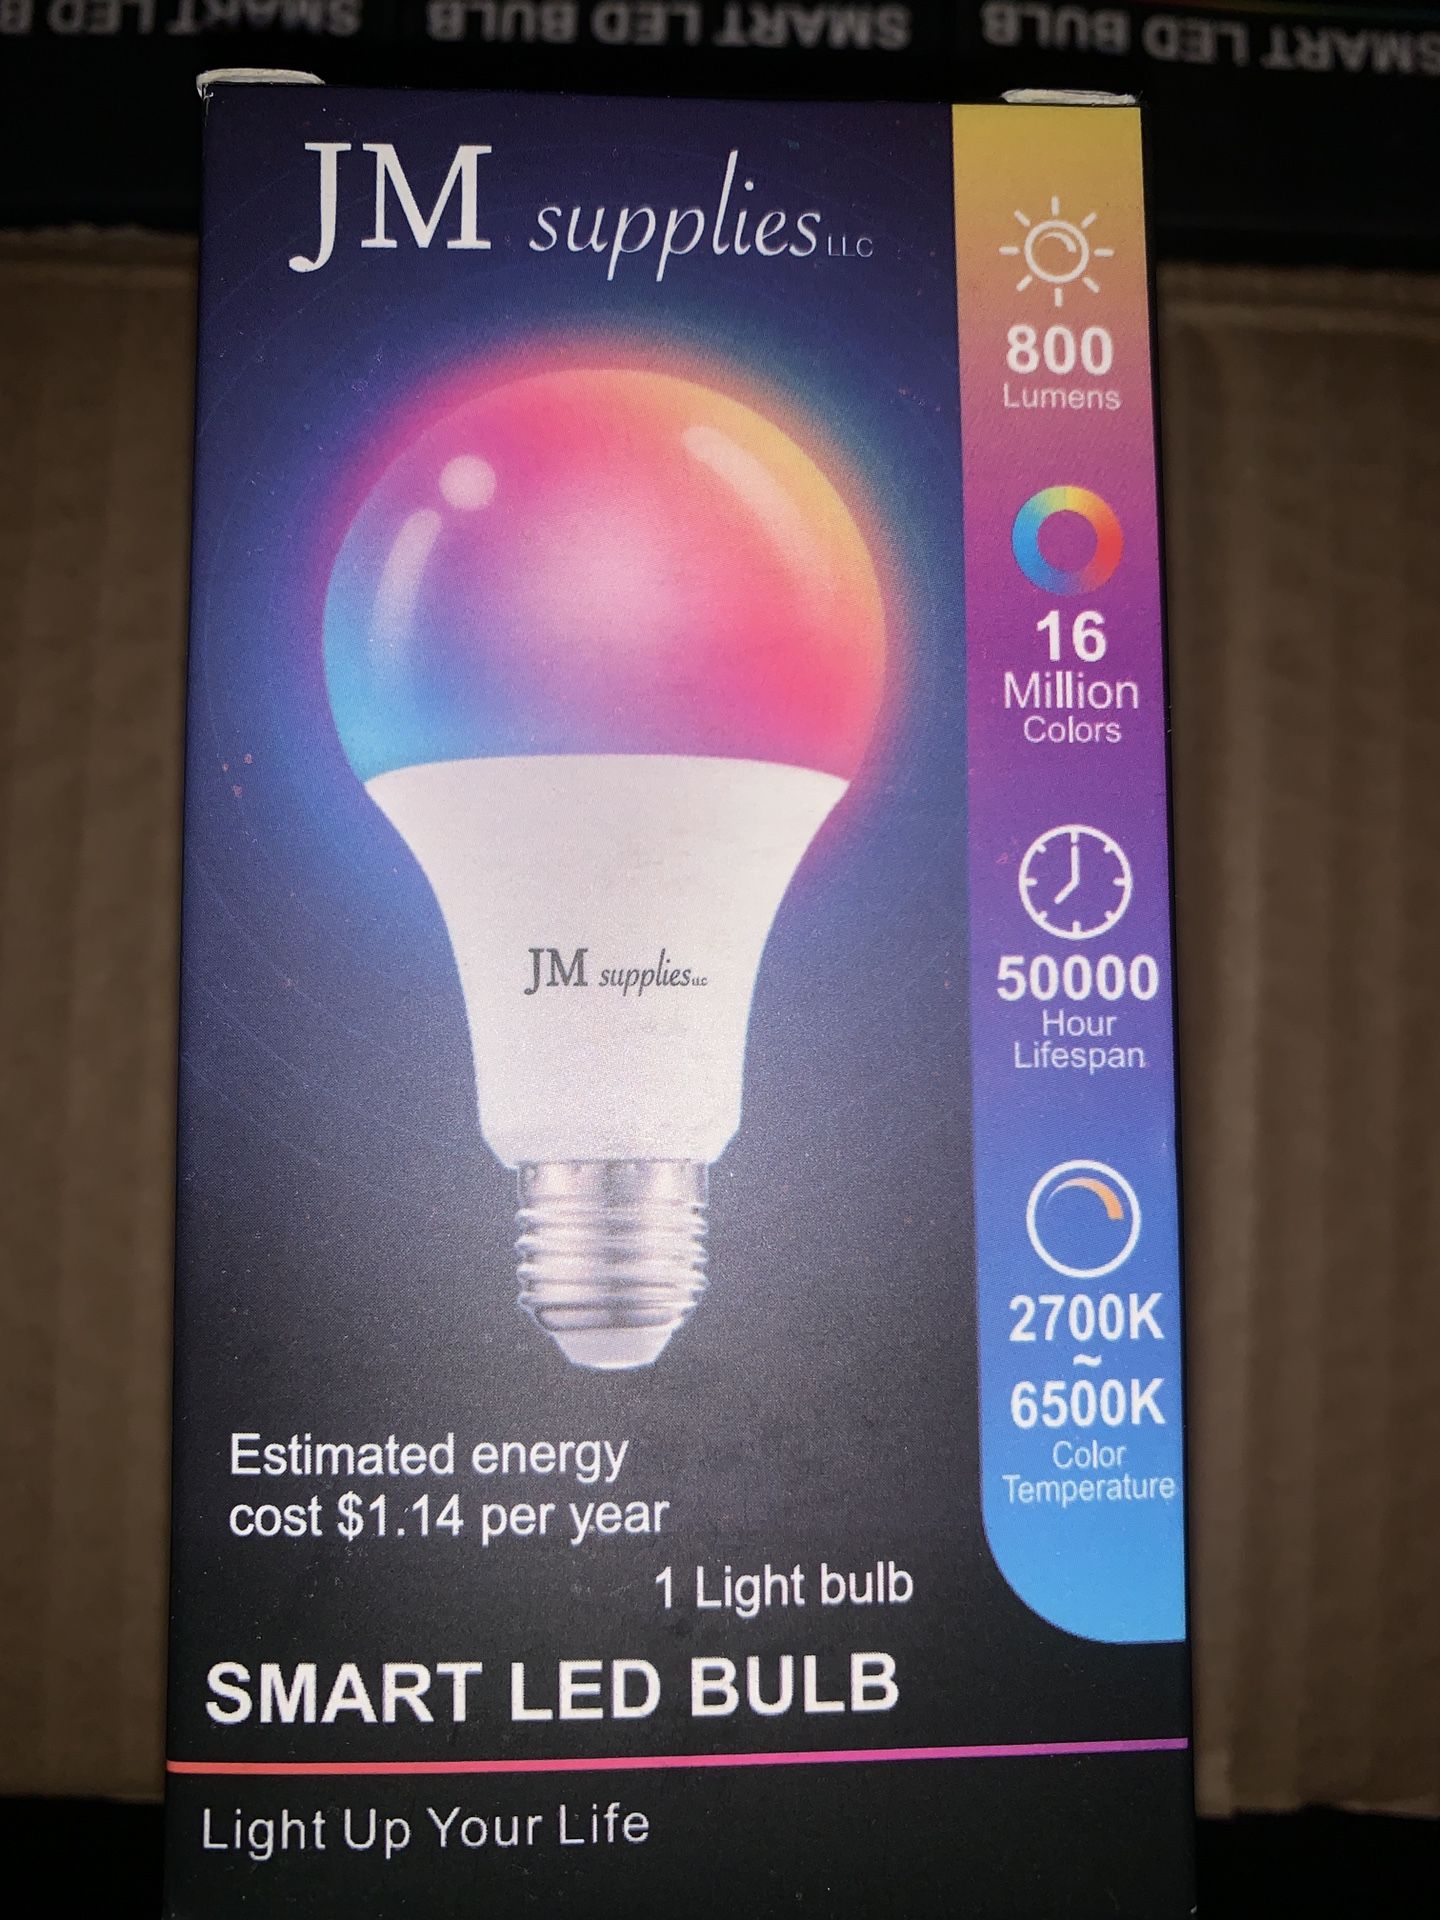 SMART LED BULB
SMART LED BULB
SMART LED BULB
JM supplies LLC
800
Lumens
16
Million
Colors
50000
Hour
Lifespan
2700K
~
6500K
Color
Temperature
JM supplies LLC
Estimated energy
cost $1.14 per year
1 Light bulb
SMART LED BULB
Light Up Your Life